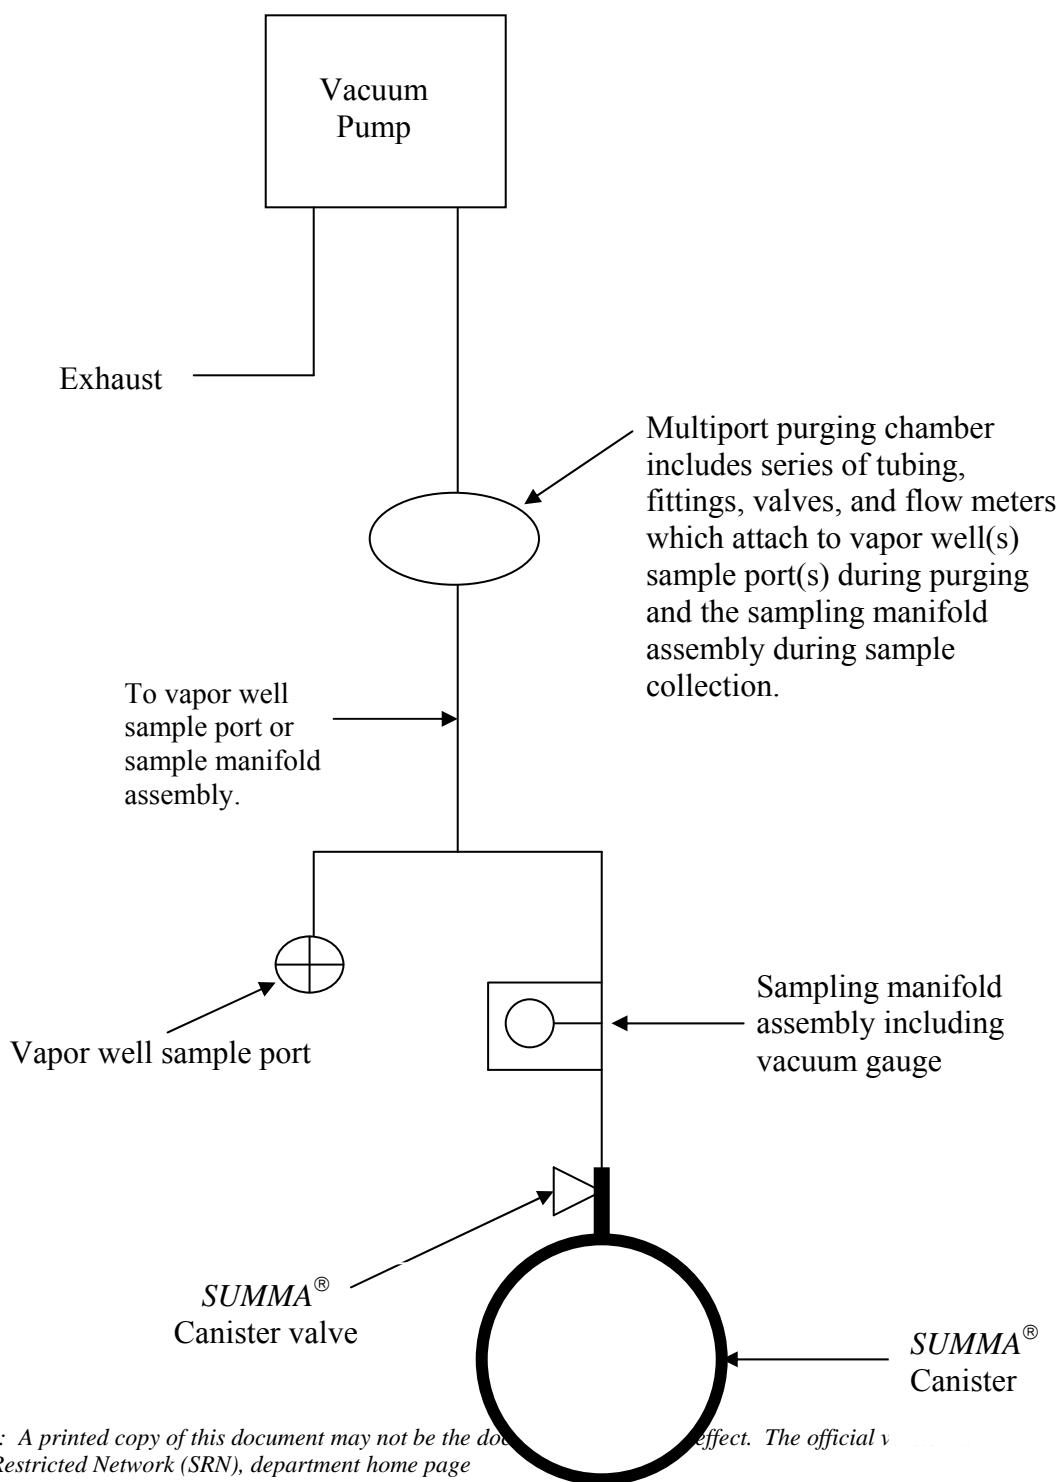 Vacuum
Pump
Exhaust
Multiport purging chamber
includes series of tubing,
fittings, valves, and flow meters
which attach to vapor well(s)
sample port(s) during purging
and the sampling manifold
assembly during sample
collection.
To vapor well
sample port or
sample manifold
assembly.
Sampling manifold
assembly including
vacuum gauge
Vapor well sample port
SUMMA®
Canister valve
SUMMA®
Canister
: A printed copy of this document may not be the effect. The official
Restricted Network (SRN), department home page